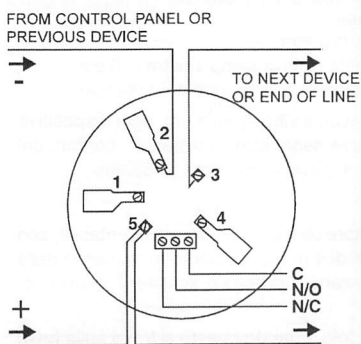 FROM CONTROL PANEL OR
PREVIOUS DEVICE
-
TO NEXT DEVICE
OR END OF LINE
2
3
1
5
4
C
N/O
N/C
+